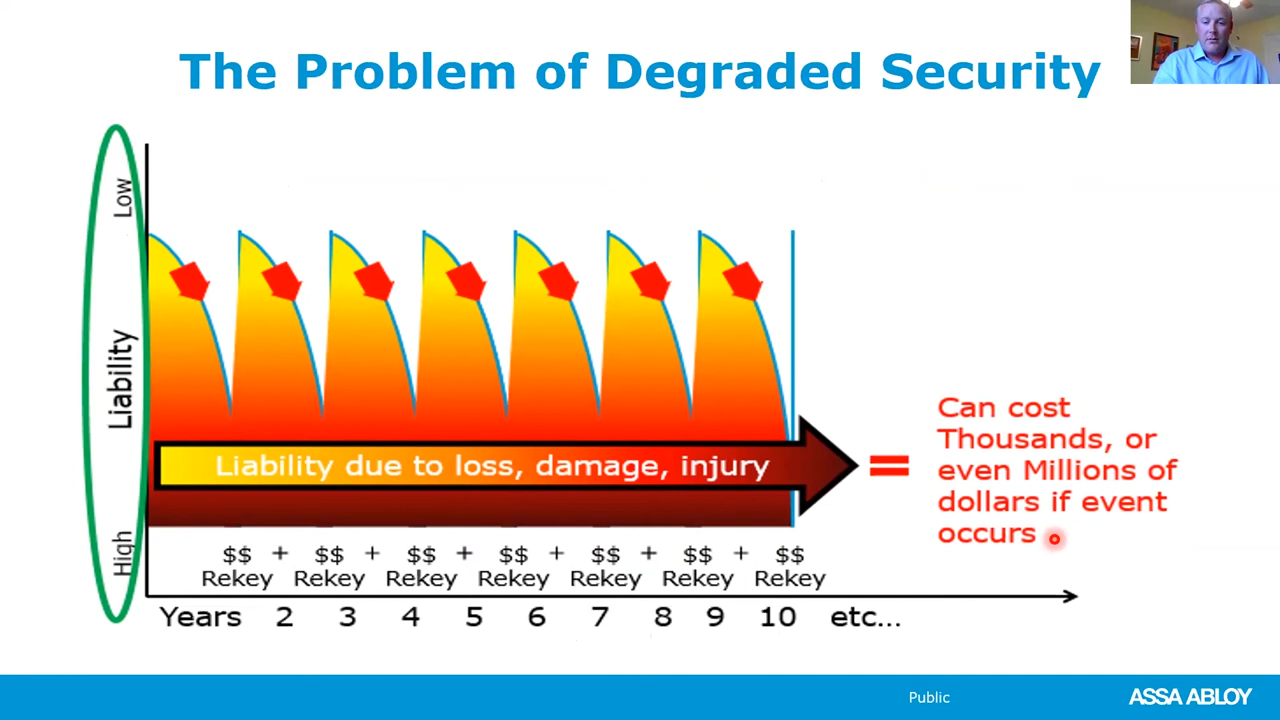 The Problem of Degraded Security
Low
Liability
High
Liability due to loss, damage, injury
=
Can cost
Thousands, or
even Millions of
dollars if event
occurs
$$ + $$ + $$ + $$ + $$ + $$ + $$
Rekey Rekey Rekey Rekey Rekey Rekey Rekey
Years 2 3 4 5 6 7 8 9 10 etc...
Public
ASSA ABLOY